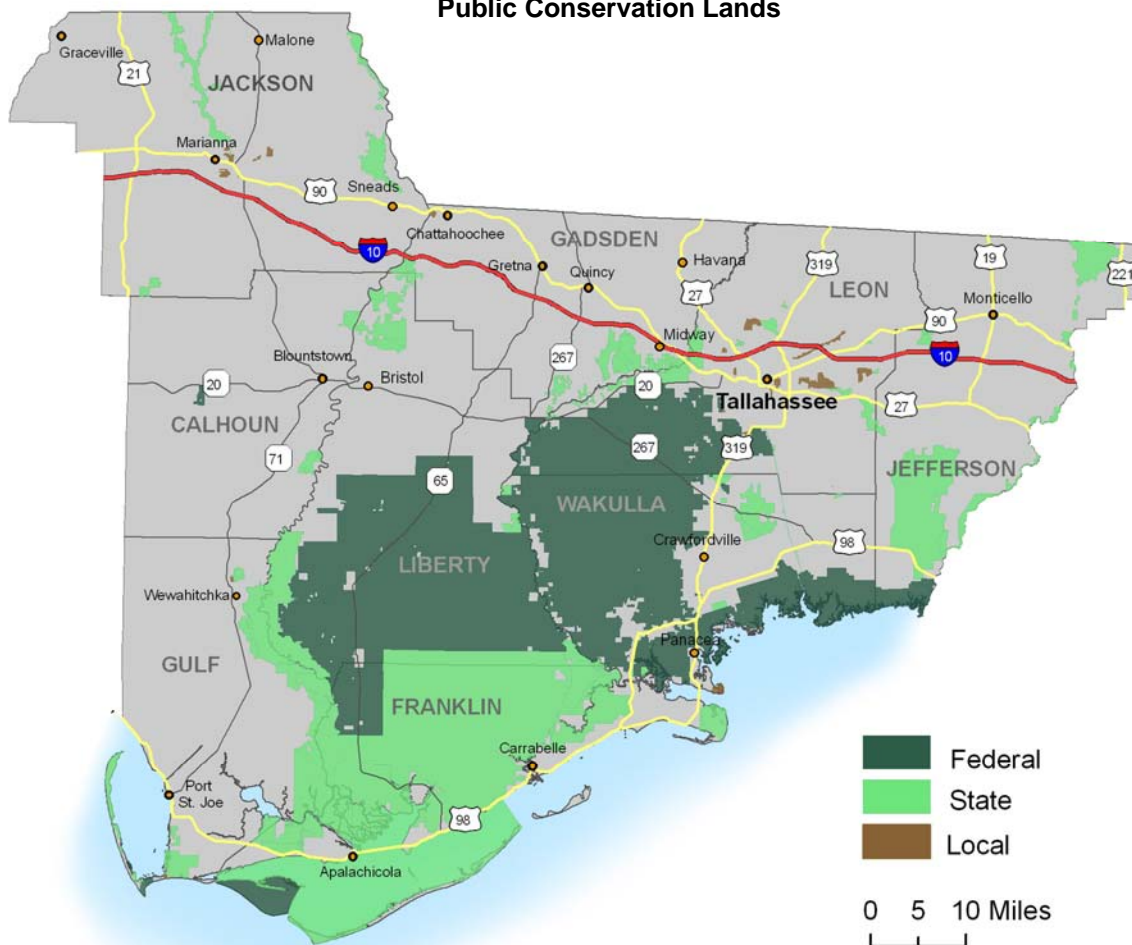 Public Conservation Lands
Graceville
Malone
21
JACKSON
Marianna
90
Sneads
Chattahoochee
10
GADSDEN
Gretna
Quincy
Havana
27
319
LEON
19
221
Monticello
90
10
Midway
267
20
Tallahassee
27
Blountstown
Bristol
20
CALHOUN
71
65
267
319
JEFFERSON
WAKULLA
Crawfordville
98
LIBERTY
Wewahitchka
GULF
Panacea
FRANKLIN
Carrabelle
Port
St. Joe
98
Apalachicola
Federal
State
Local
0 5 10 Miles